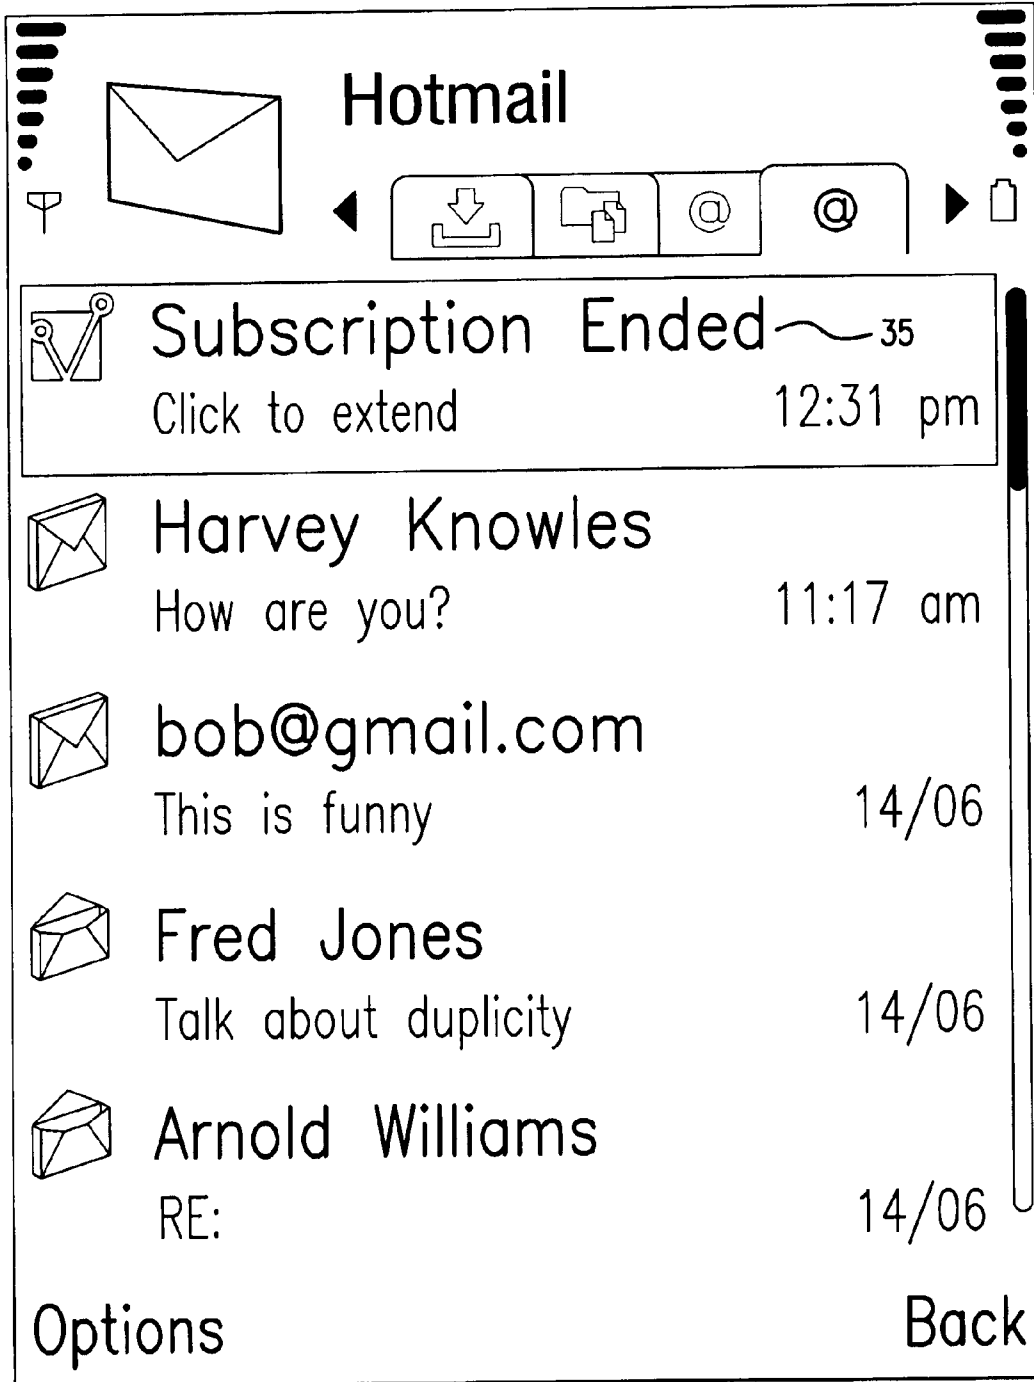 Hotmail
@ @
Subscription Ended 35
Click to extend 12:31 pm
Harvey Knowles
How are you? 11:17 am
bob@gmail.com
This is funny 14/06
Fred Jones
Talk about duplicity 14/06
Arnold Williams
RE: 14/06
Options Back